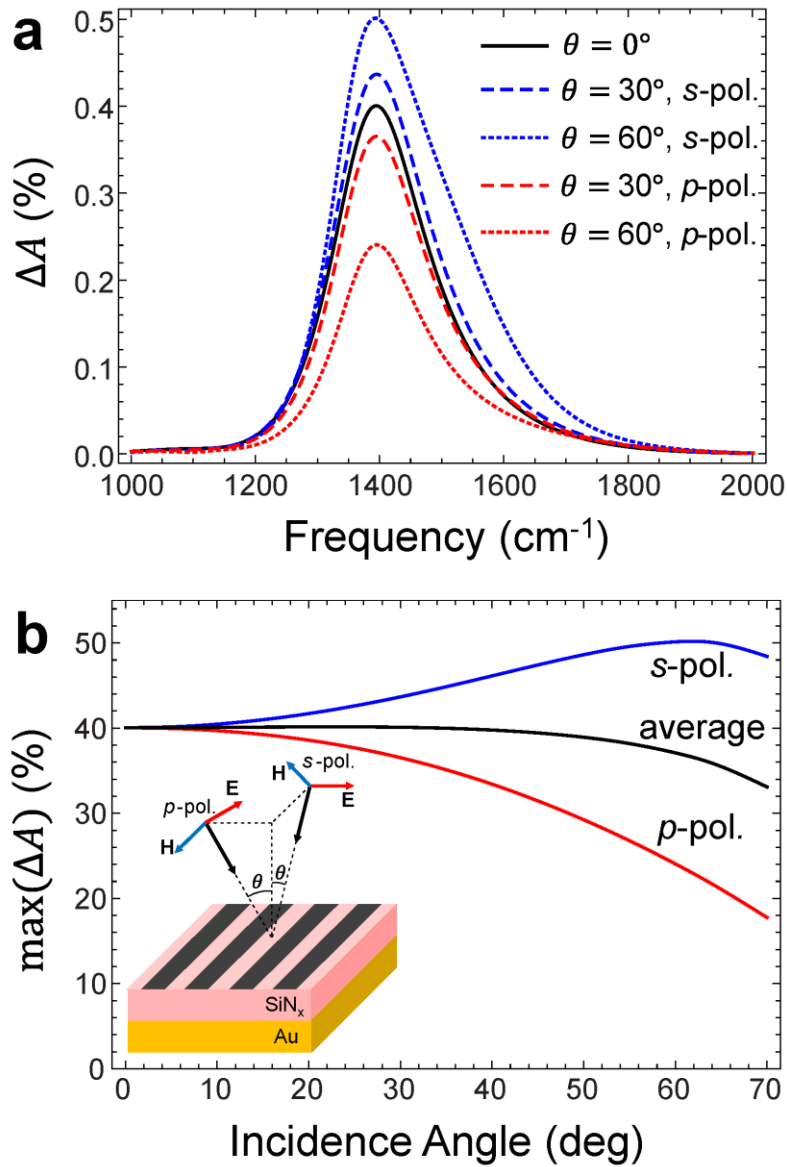 a
ΔA (%)
0.5
0.4
0.3
0.2
0.1
0.0
θ = 0°
θ = 30°, s-pol.
θ = 60°, s-pol.
θ = 30°, p-pol.
θ = 60°, p-pol.
1000 1200 1400 1600 1800 2000
Frequency (cm⁻¹)
b
max(ΔA) (%)
50
40
30
20
10
0
s-pol.
average
p-pol.
s-pol.
H
E
p-pol.
E
H
θ
θ
SiNₓ
Au
0 10 20 30 40 50 60 70
Incidence Angle (deg)